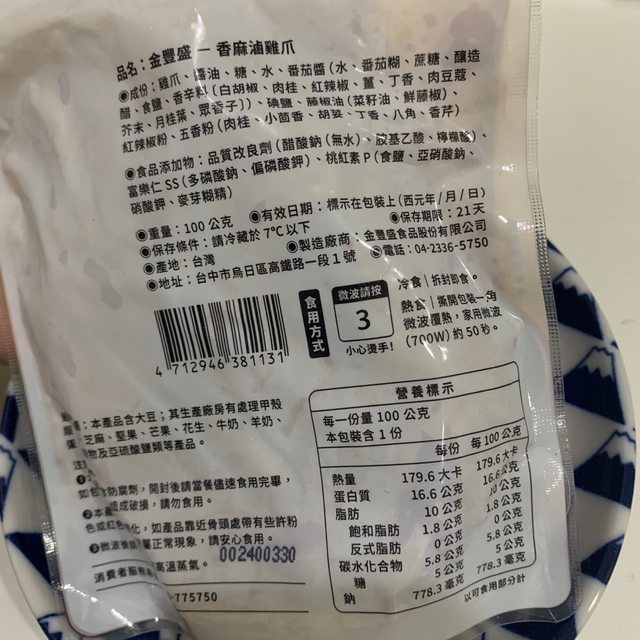 品名：金豐盛 — 香麻滷雞爪
●成份：雞爪、醬油、糖、水、番茄醬（水、番茄糊、蔗糖、釀造
醋、食鹽、香辛料〔白胡椒、肉桂、紅辣椒、薑、丁香、肉豆蔻、
芥末、月桂葉、眾香子〕）、碘鹽、藤椒油（菜籽油、鮮藤椒）、
紅辣椒粉、五香粉（肉桂、小茴香、胡荽、丁香、八角、香芹）
●食品添加物：品質改良劑（醋酸鈉（無水）、胺基乙酸、檸檬酸）、
富樂仁 SS（多磷酸鈉、偏磷酸鉀）、桃紅素 P（食鹽、亞硝酸鈉、
硝酸鉀、麥芽糊精）
●重量：100 公克 ●有效日期：標示在包裝上（西元年 / 月 / 日）
●保存條件：請冷藏於 7℃ 以下 ●保存期限：21天
●產地：台灣 ●製造廠商：金豐盛食品股份有限公司
●地址：台中市烏日區高鐵路一段 1 號 ●電話：04-2336-5750
4 712946 381131
食用方式
微波請按
3
小心燙手！
冷食｜拆封即食。
熱食｜撕開包裝一角
微波覆熱，家用微波
(700W) 約 50 秒。
：本產品含大豆；其生產廠房有處理甲殼
芝麻、堅果、芒果、花生、牛奶、羊奶、
物及亞硫酸鹽類等產品。
防腐劑，開封後請當餐儘速食用完畢，
造成破損，請勿食用。
色或紅色 化，如產品靠近骨頭處帶有些許粉
屬正常現象，請安心食用。
高溫蒸氣。
002400330
消費者服務
-775750
營養標示
每一份量 100 公克
本包裝含 1 份
每份 每 100 公克
熱量 179.6 大卡 179.6 大卡
蛋白質 16.6 公克 16.6 公克
脂肪 10 公克 10 公克
飽和脂肪 1.8 公克 1.8 公克
反式脂肪 0 公克 0 公克
碳水化合物 5.8 公克 5.8 公克
糖 5 公克 5 公克
鈉 778.3 毫克 778.3 毫克
以可食用部分計